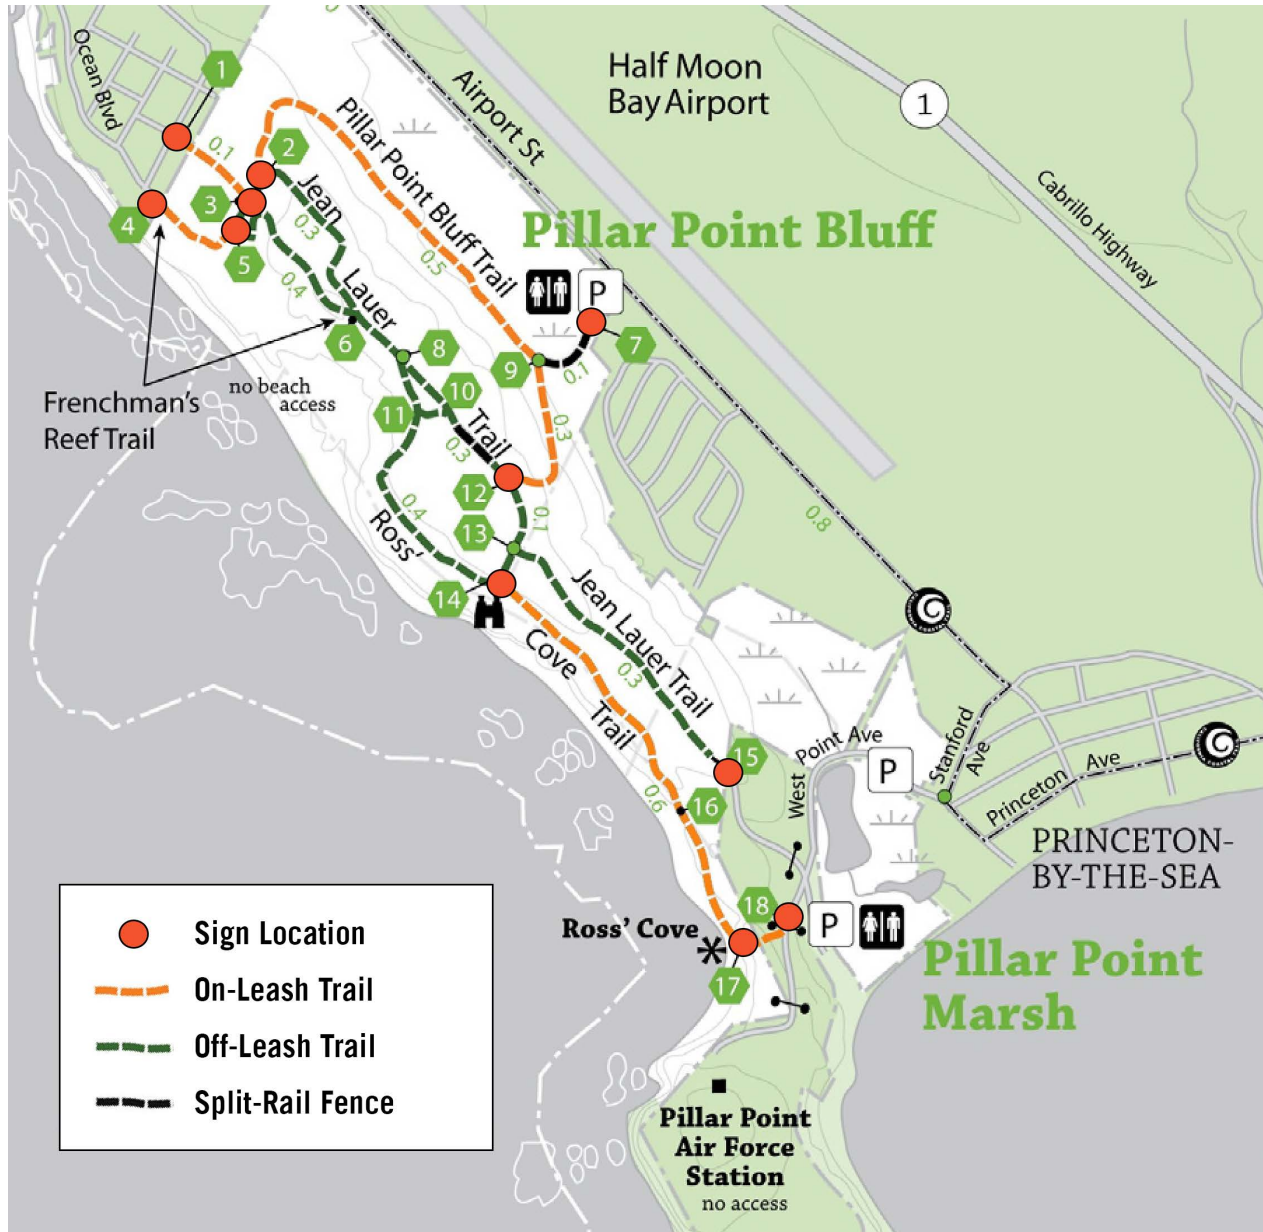 Ocean Blvd
1
0.1
2
3
4
5
Jean
0.3
Lauer
0.4
6
Frenchman's
Reef Trail
no beach
access
Pillar Point Bluff Trail
0.5
Airport St
Half Moon
Bay Airport
1
Cabrillo Highway
Pillar Point Bluff
P
7
0.1
8
9
10
11
Trail
0.3
0.3
12
0.4
Ross'
0.1
13
14
0.8
Jean Lauer Trail
0.3
Cove
Trail
0.6
15
16
West
Point Ave
P
Stanford
Ave
Princeton Ave
PRINCETON-
BY-THE-SEA
18
P
Ross' Cove
17
Pillar Point
Marsh
Pillar Point
Air Force
Station
no access
Sign Location
On-Leash Trail
Off-Leash Trail
Split-Rail Fence